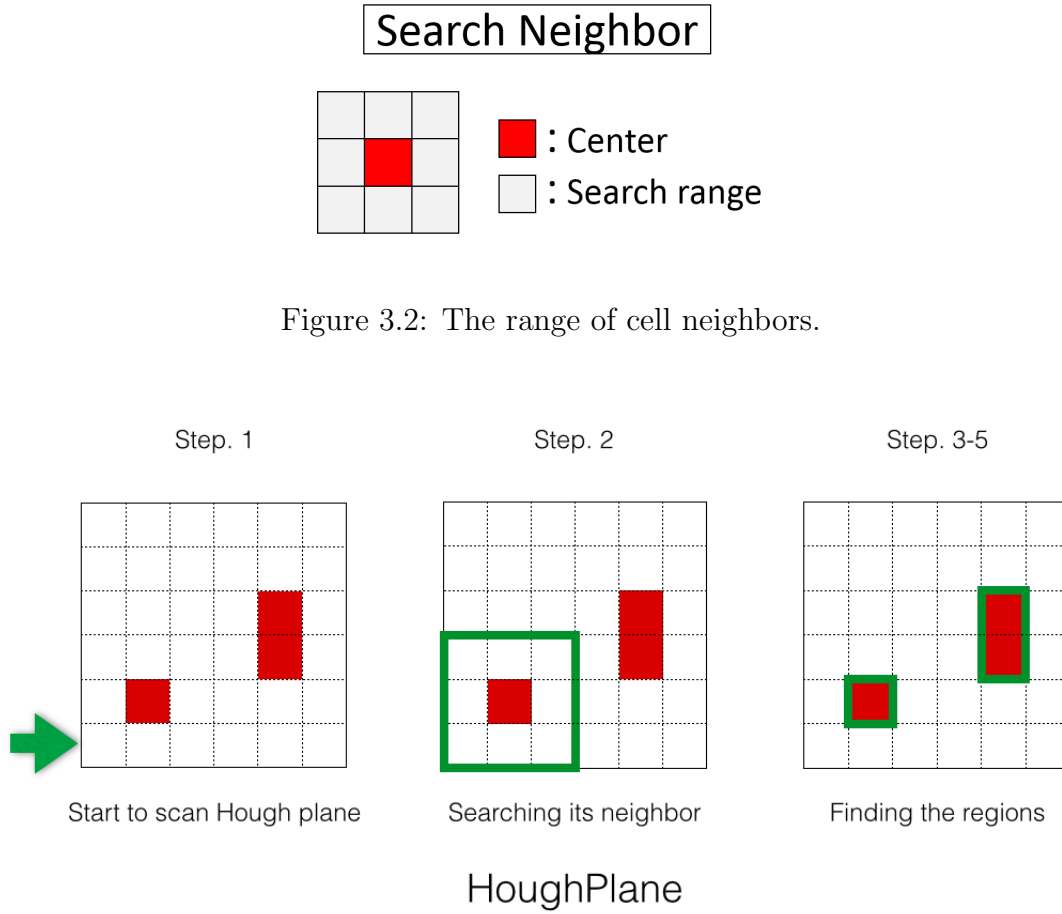 Search Neighbor
: Center
: Search range
Figure 3.2: The range of cell neighbors.
Step. 1
Step. 2
Step. 3-5
Start to scan Hough plane
Searching its neighbor
Finding the regions
HoughPlane